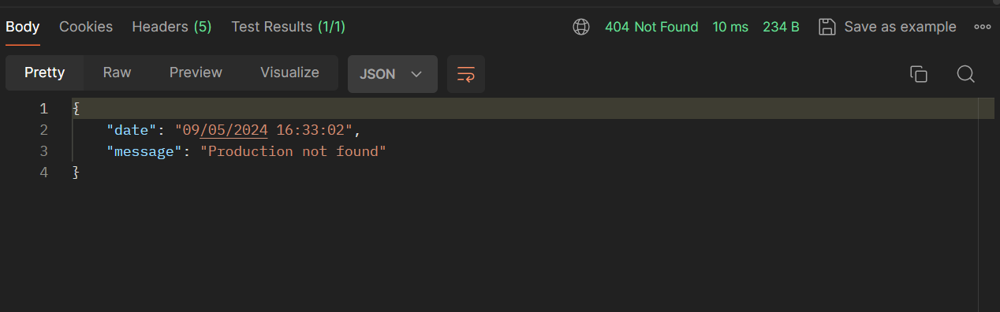 Body Cookies Headers (5) Test Results (1/1) 404 Not Found 10 ms 234 B Save as example
Pretty Raw Preview Visualize JSON
1 {
2 "date": "09/05/2024 16:33:02",
3 "message": "Production not found"
4 }